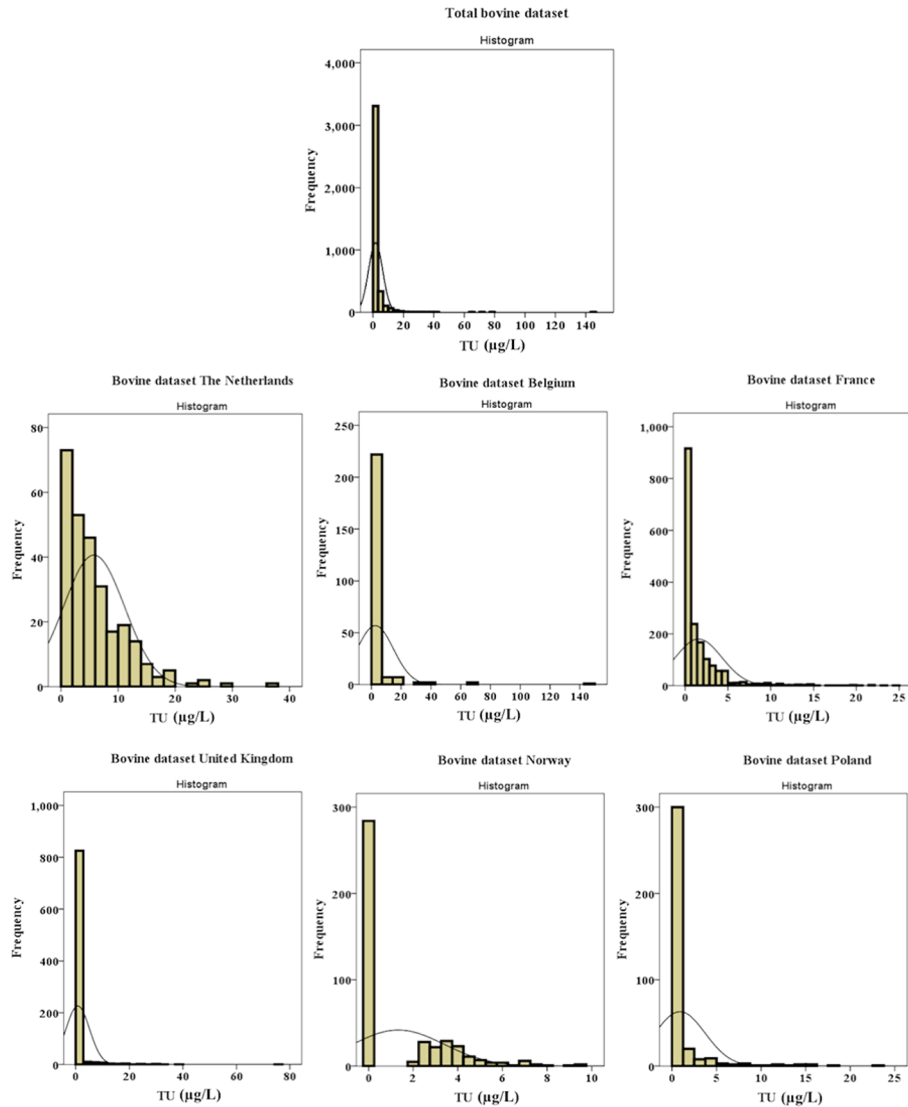 Total bovine dataset
Histogram
4,000
3,000
2,000
1,000
0
Frequency
0 20 40 60 80 100 120 140
TU (µg/L)
Bovine dataset The Netherlands
Histogram
80
60
40
20
0
Frequency
0 10 20 30 40
TU (µg/L)
Bovine dataset Belgium
Histogram
250
200
150
100
50
0
Frequency
0 20 40 60 80 100 120 140
TU (µg/L)
Bovine dataset France
Histogram
1,000
800
600
400
200
0
Frequency
0 5 10 15 20 25
TU (µg/L)
Bovine dataset United Kingdom
Histogram
1,000
800
600
400
200
0
Frequency
0 20 40 60 80
TU (µg/L)
Bovine dataset Norway
Histogram
300
200
100
0
Frequency
0 2 4 6 8 10
TU (µg/L)
Bovine dataset Poland
Histogram
300
200
100
0
Frequency
0 5 10 15 20 25
TU (µg/L)